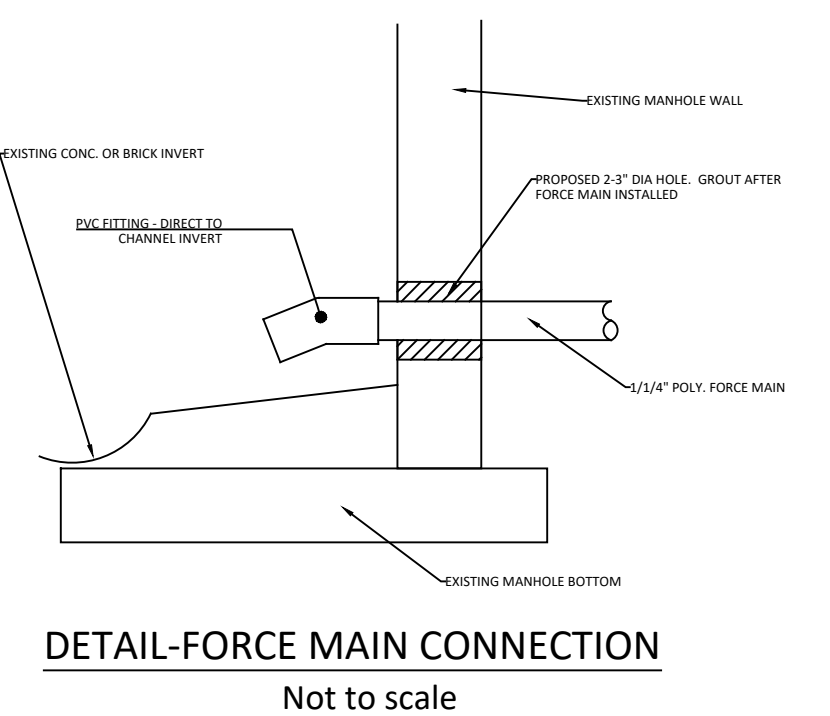 EXISTING MANHOLE WALL
EXISTING CONC. OR BRICK INVERT
PROPOSED 2-3" DIA HOLE. GROUT AFTER
FORCE MAIN INSTALLED
PVC FITTING - DIRECT TO
CHANNEL INVERT
1/1/4" POLY. FORCE MAIN
EXISTING MANHOLE BOTTOM
DETAIL-FORCE MAIN CONNECTION
Not to scale